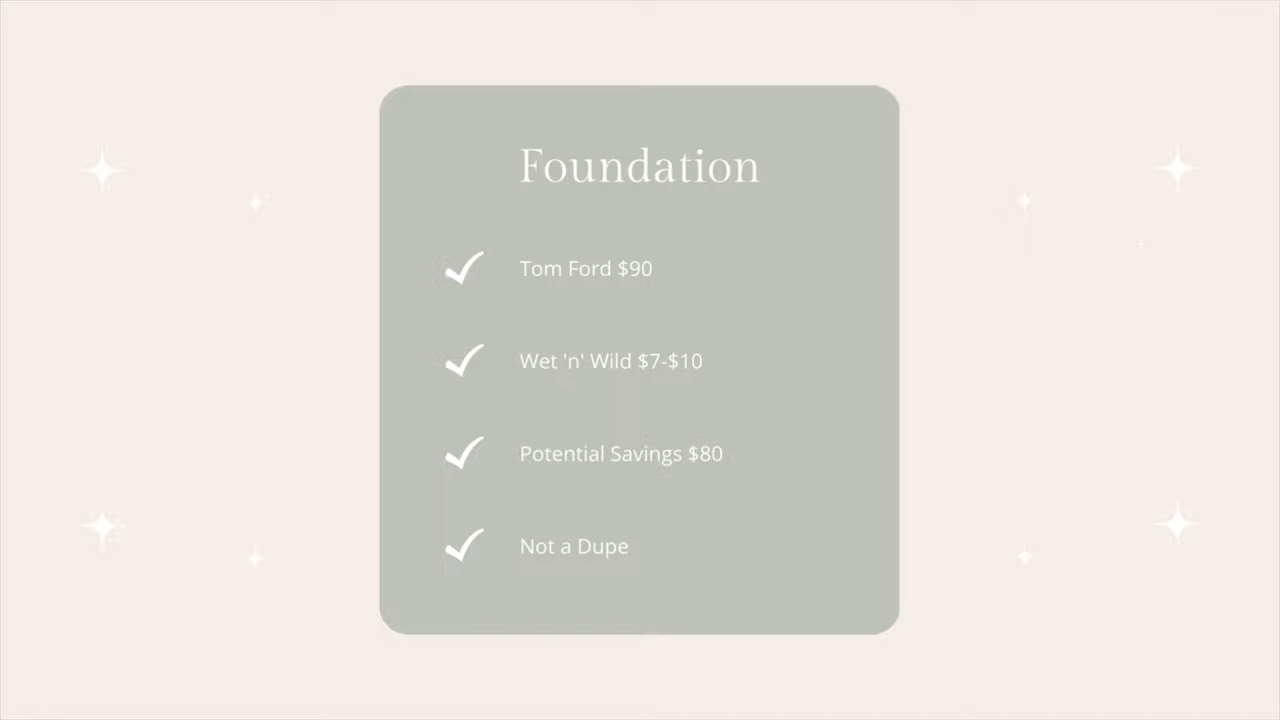 Foundation
Tom Ford $90
Wet 'n' Wild $7-$10
Potential Savings $80
Not a Dupe